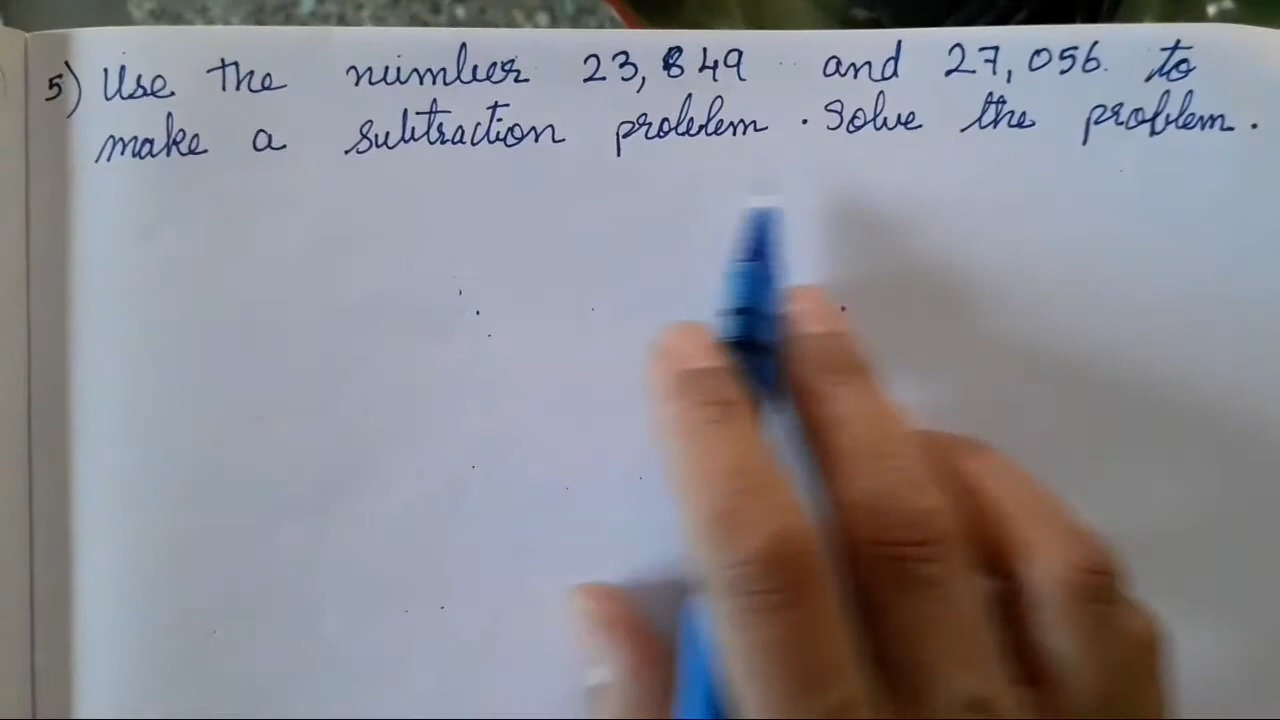 5) Use the number 23,849 and 27,056. to
make a subtraction problem. Solve the problem.